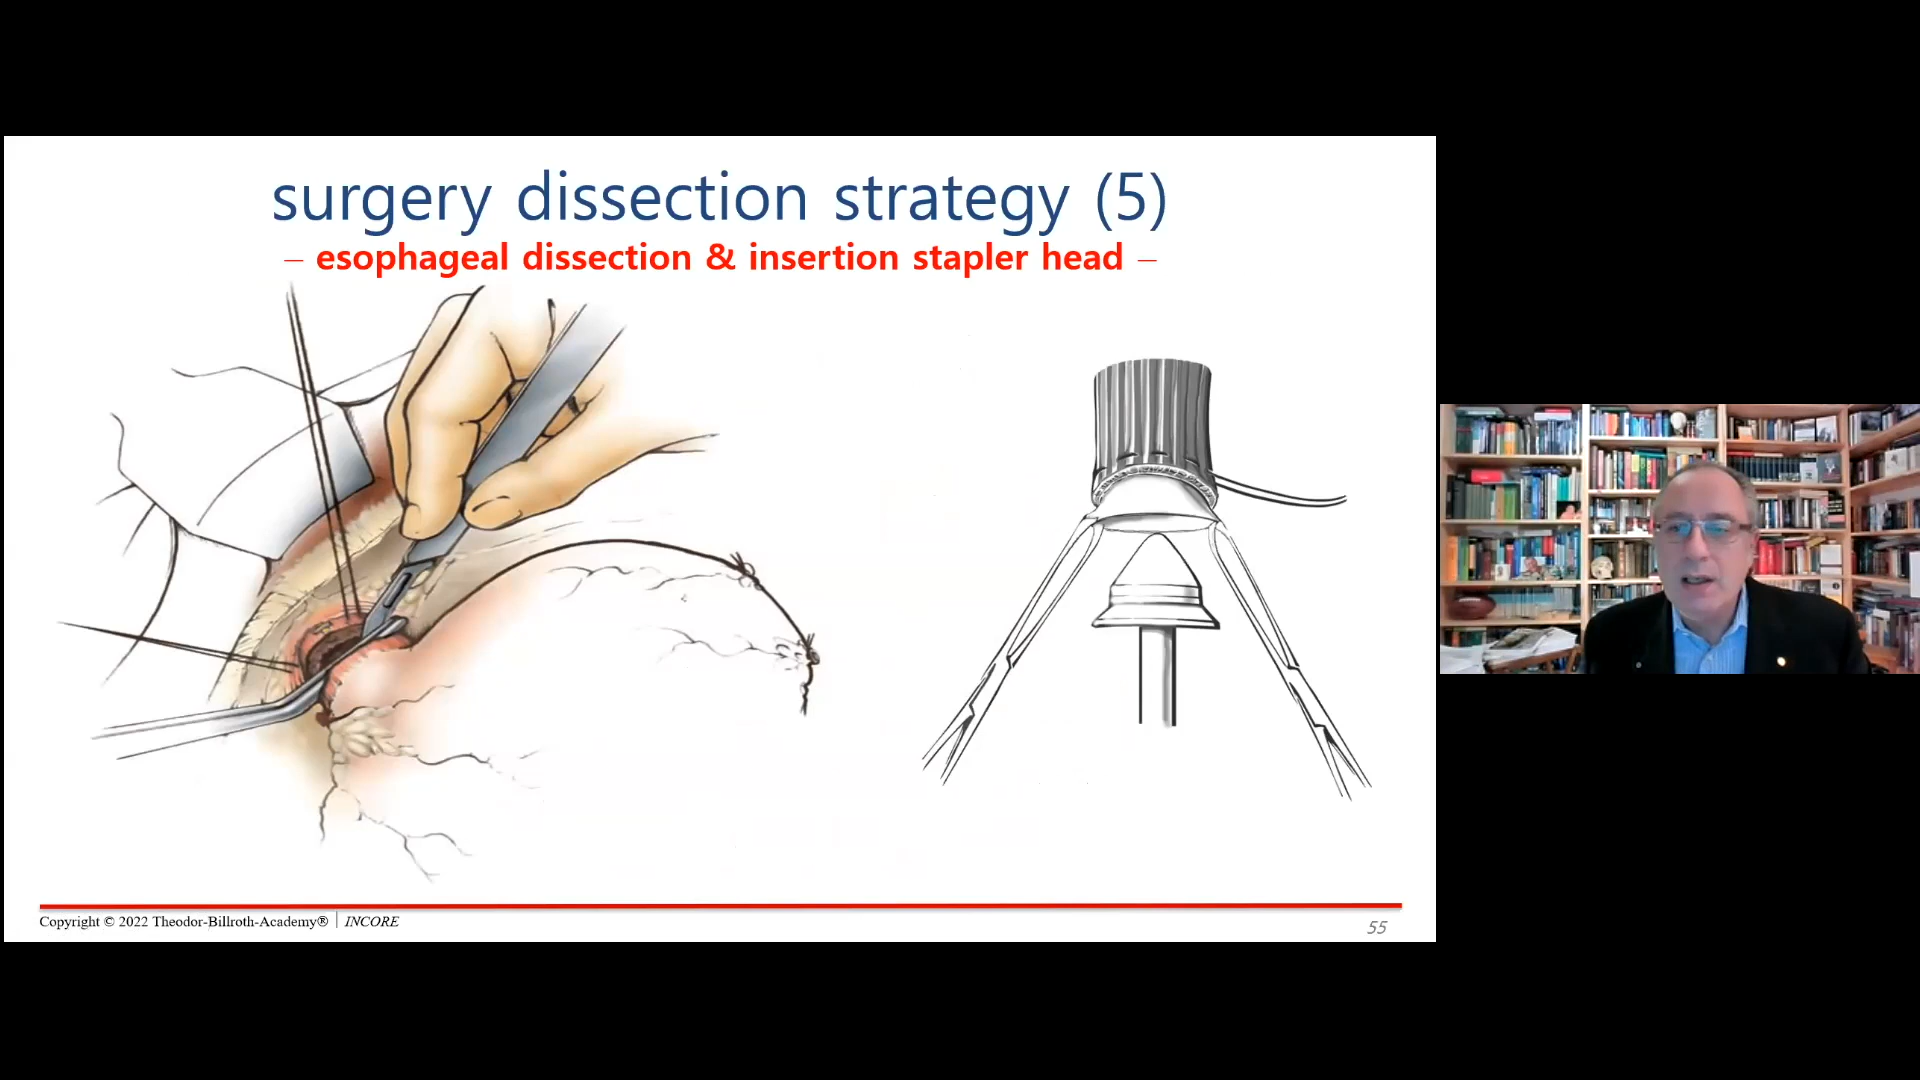 surgery dissection strategy (5)
– esophageal dissection & insertion stapler head –
Copyright © 2022 Theodor-Billroth-Academy® | INCORE
55